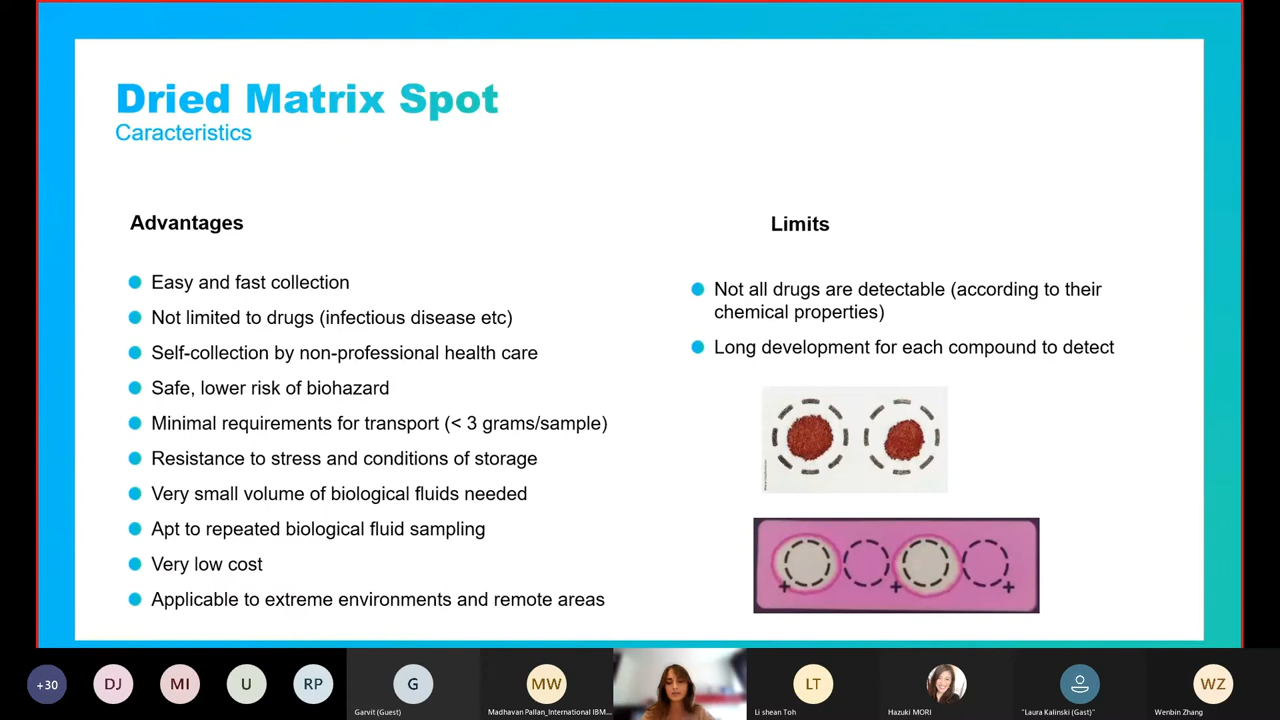 Dried Matrix Spot
Caracteristics
Advantages
Easy and fast collection
Not limited to drugs (infectious disease etc)
Self-collection by non-professional health care
Safe, lower risk of biohazard
Minimal requirements for transport (< 3 grams/sample)
Resistance to stress and conditions of storage
Very small volume of biological fluids needed
Apt to repeated biological fluid sampling
Very low cost
Applicable to extreme environments and remote areas
Limits
Not all drugs are detectable (according to their
chemical properties)
Long development for each compound to detect
+30
DJ
MI
U
RP
G
Garvit (Guest)
MW
Madhavan Pallan_International IBM...
LT
Li shean Toh
Hazuki MORI
"Laura Kalinski (Gast)"
WZ
Wenbin Zhang